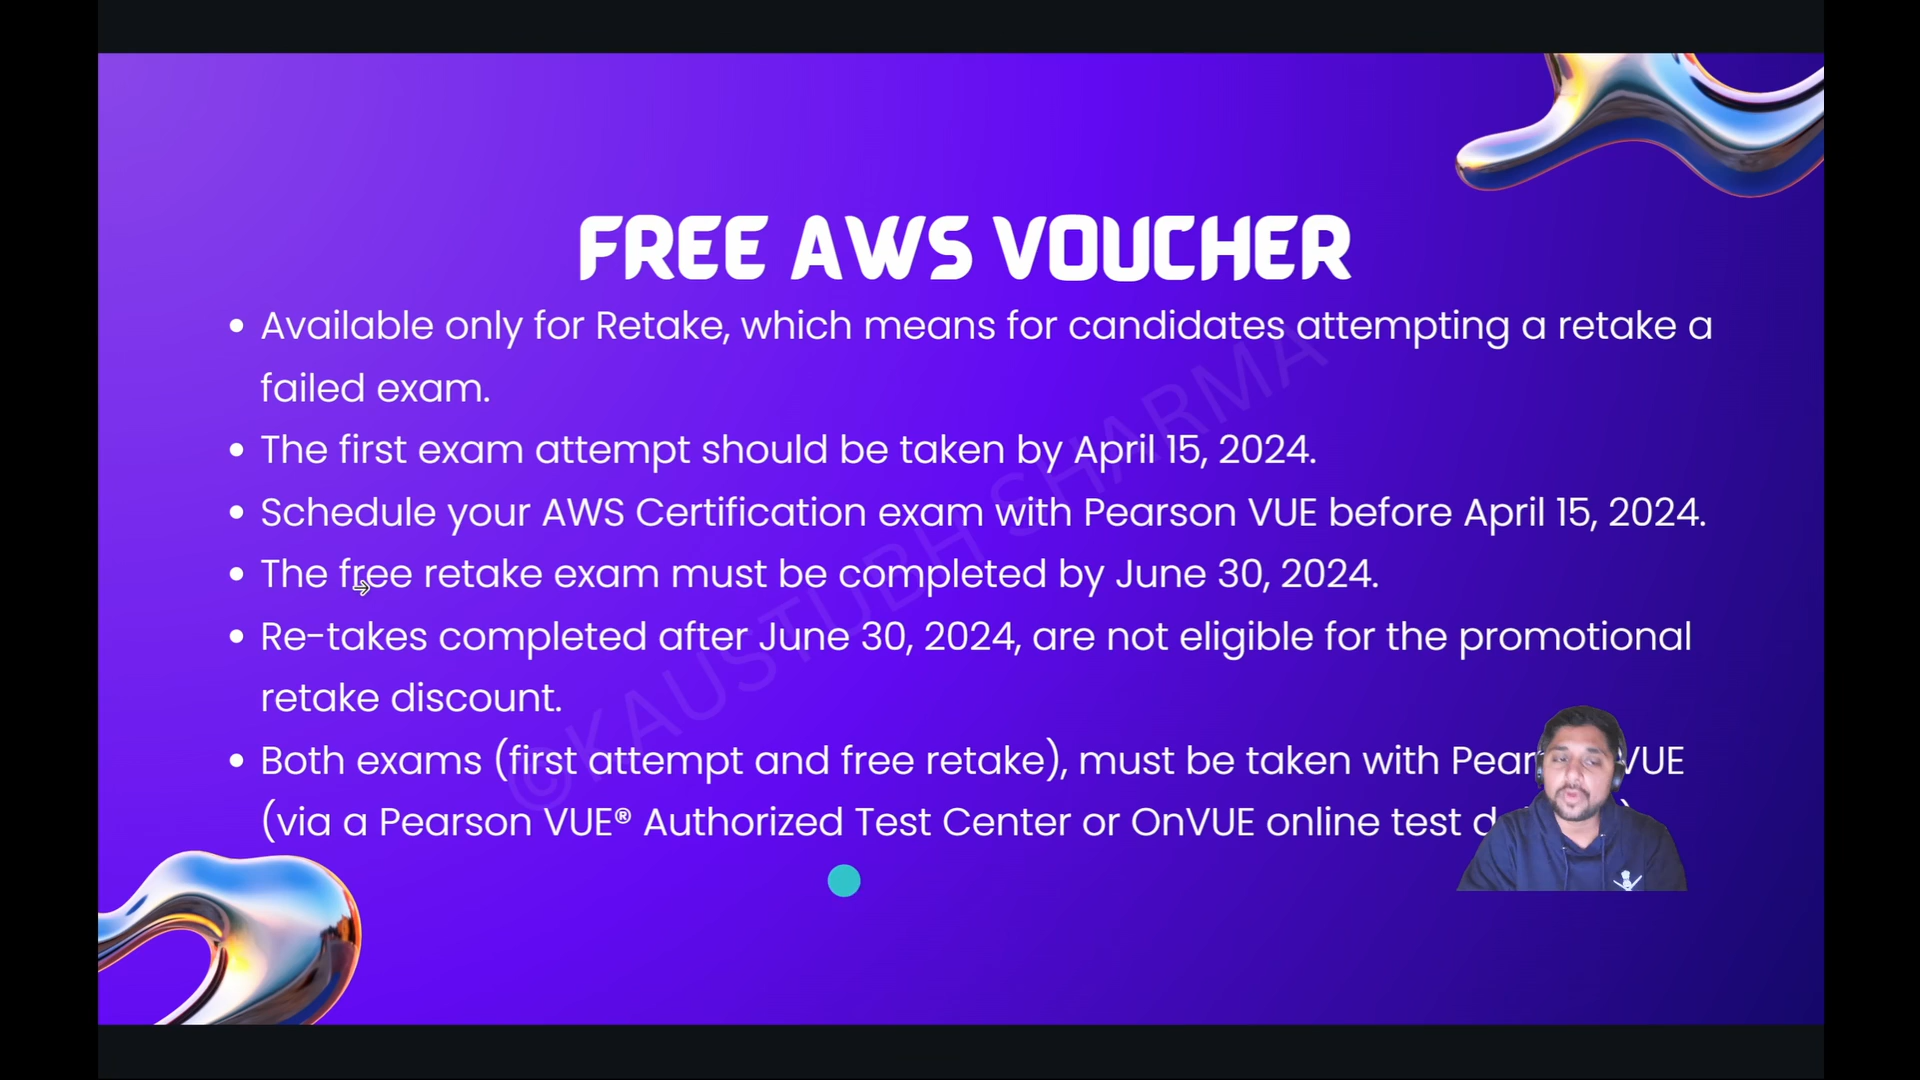 FREE AWS VOUCHER
• Available only for Retake, which means for candidates attempting a retake a
failed exam.
• The first exam attempt should be taken by April 15, 2024.
• Schedule your AWS Certification exam with Pearson VUE before April 15, 2024.
• The free retake exam must be completed by June 30, 2024.
• Re-takes completed after June 30, 2024, are not eligible for the promotional
retake discount.
• Both exams (first attempt and free retake), must be taken with Pear VUE
(via a Pearson VUE® Authorized Test Center or OnVUE online test d
©KAUSTUBH SHARMA